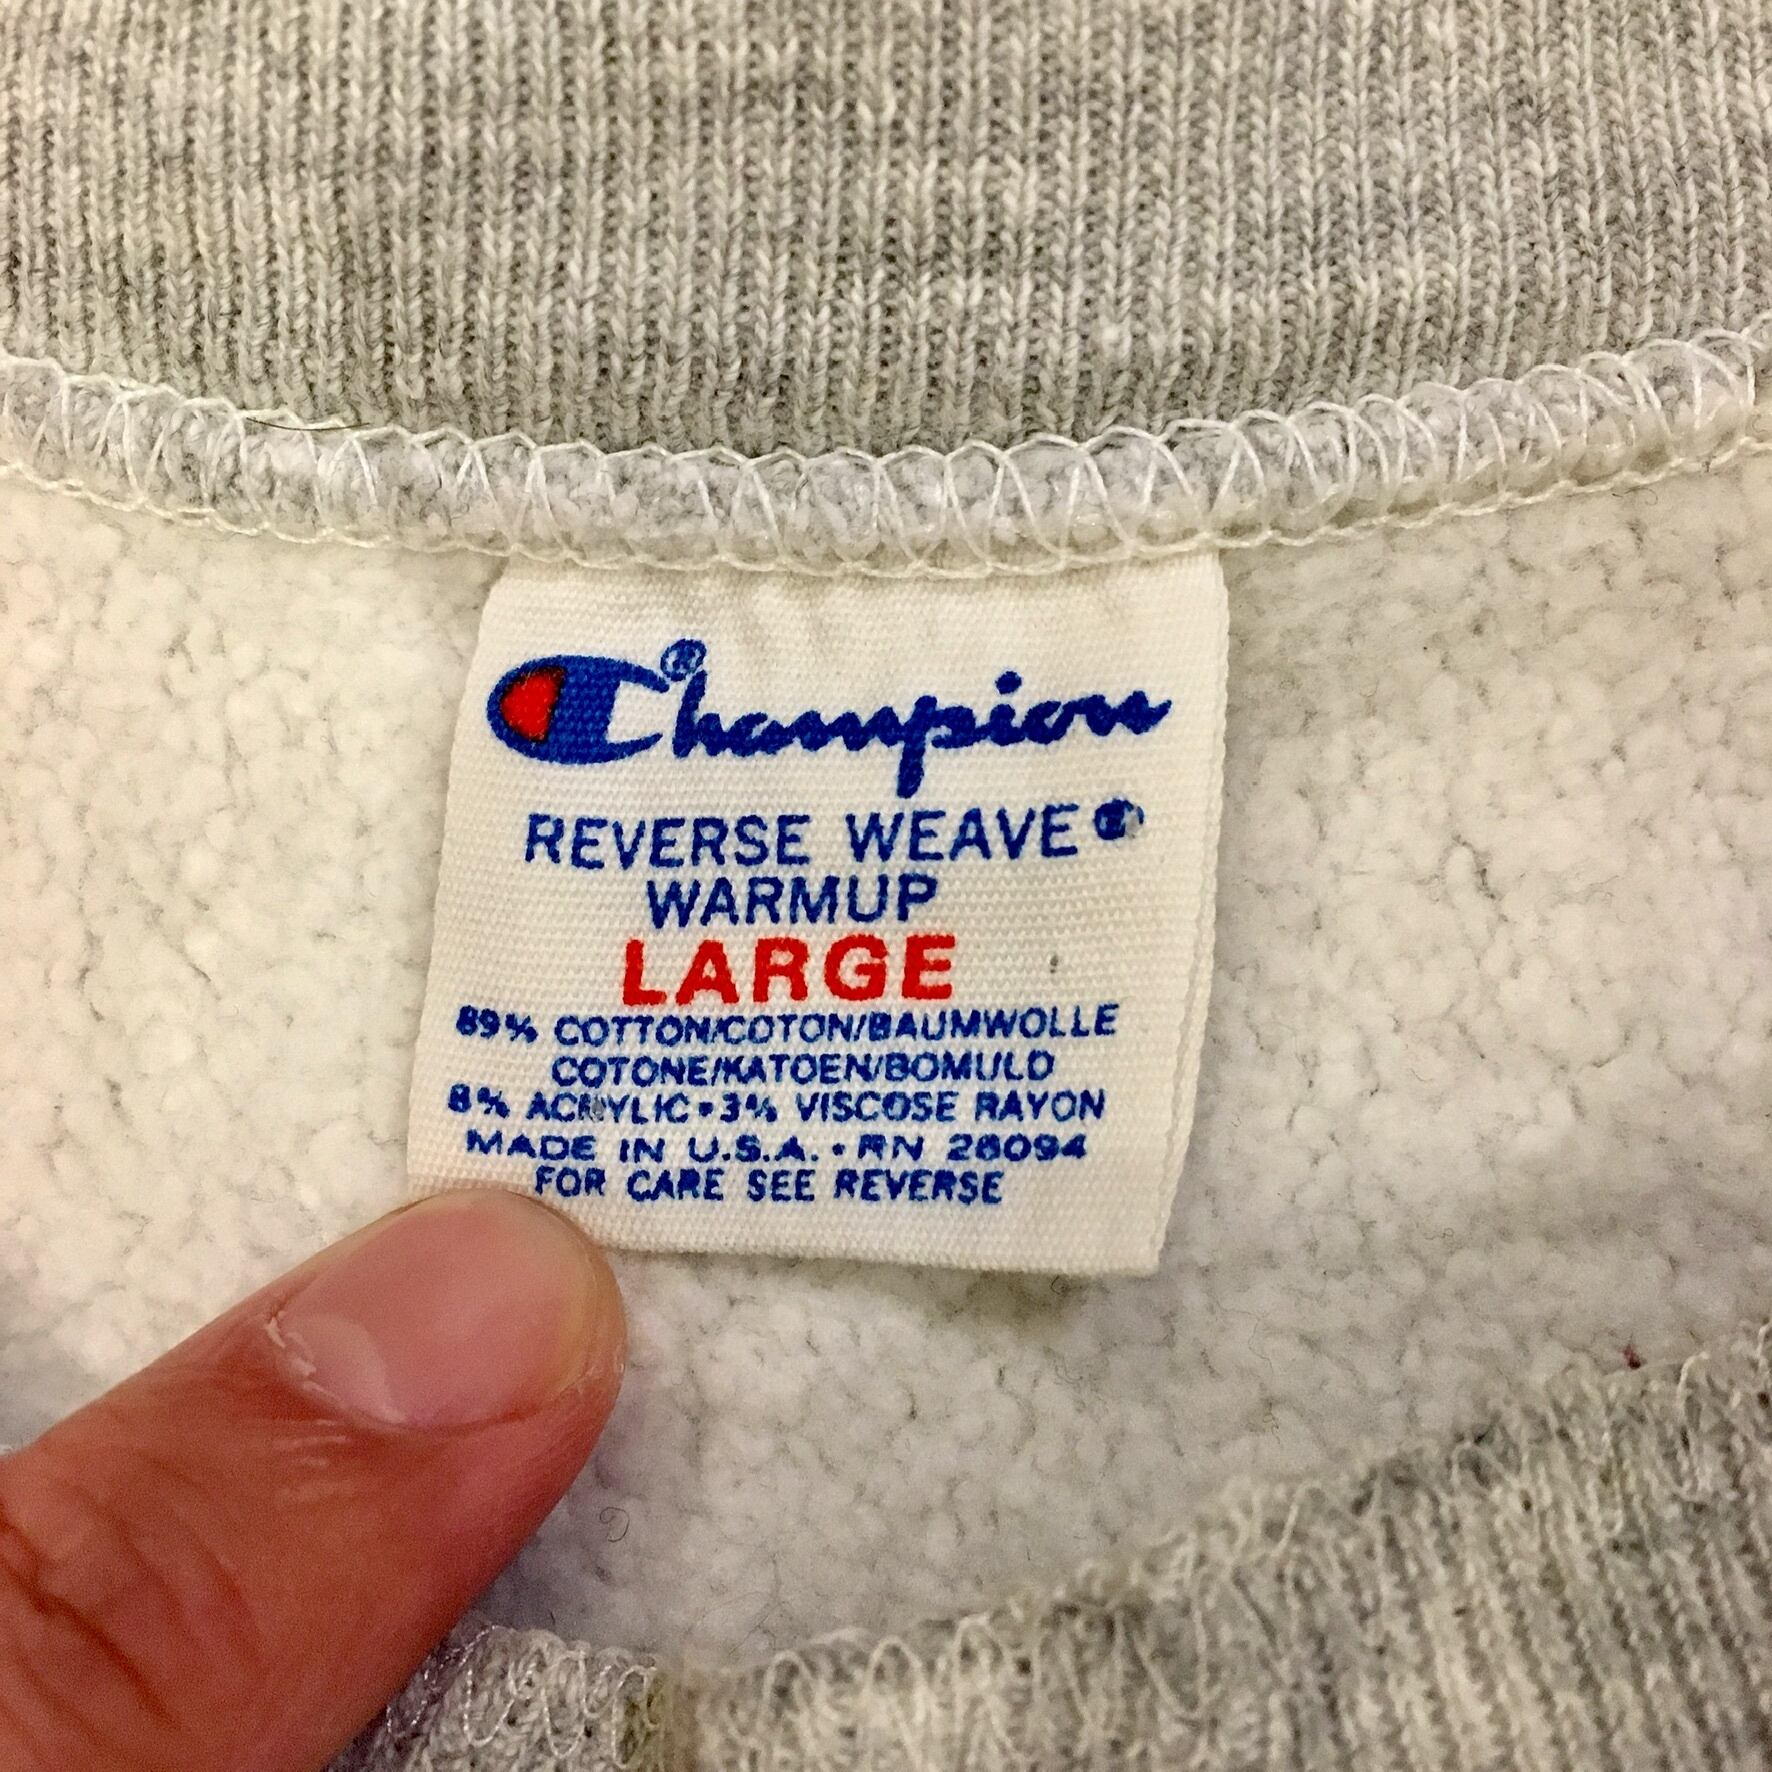 Champion®
REVERSE WEAVE®
WARMUP
LARGE
89% COTTON/COTON/BAUMWOLLE
COTONE/KATOEN/BOMULD
8% ACRYLIC • 3% VISCOSE RAYON
MADE IN U.S.A. • RN 26094
FOR CARE SEE REVERSE